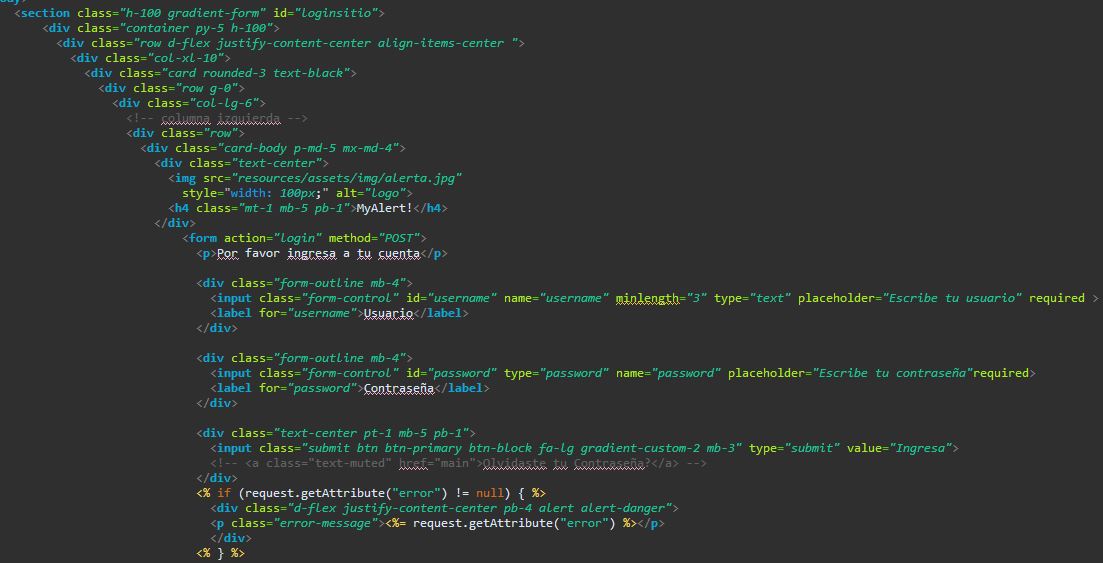 ody>
<section class="h-100 gradient-form" id="loginsitio">
<div class="container py-5 h-100">
<div class="row d-flex justify-content-center align-items-center ">
<div class="col-xl-10">
<div class="card rounded-3 text-black">
<div class="row g-0">
<div class="col-lg-6">
<!-- columna izquierda -->
<div class="row">
<div class="card-body p-md-5 mx-md-4">
<div class="text-center">
<img src="resources/assets/img/alerta.jpg"
style="width: 100px;" alt="logo">
<h4 class="mt-1 mb-5 pb-1">MyAlert!</h4>
</div>
<form action="login" method="POST">
<p>Por favor ingresa a tu cuenta</p>
<div class="form-outline mb-4">
<input class="form-control" id="username" name="username" minlength="3" type="text" placeholder="Escribe tu usuario" required >
<label for="username">Usuario</label>
</div>
<div class="form-outline mb-4">
<input class="form-control" id="password" type="password" name="password" placeholder="Escribe tu contraseña"required>
<label for="password">Contraseña</label>
</div>
<div class="text-center pt-1 mb-5 pb-1">
<input class="submit btn btn-primary btn-block fa-lg gradient-custom-2 mb-3" type="submit" value="Ingresa">
<!-- <a class="text-muted" href="main">Olvidaste tu Contraseña?</a> -->
</div>
<% if (request.getAttribute("error") != null) { %>
<div class="d-flex justify-content-center pb-4 alert alert-danger">
<p class="error-message"><%= request.getAttribute("error") %></p>
</div>
<% } %>